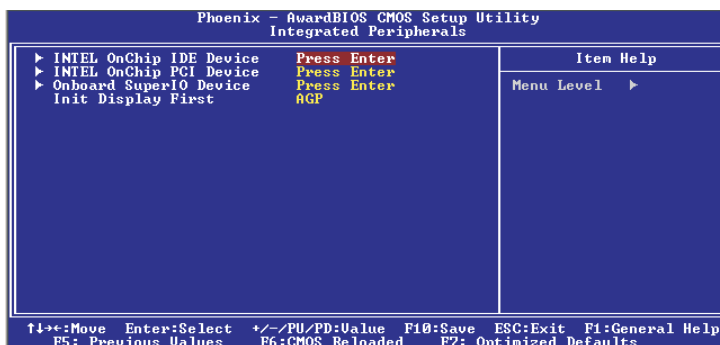 Phoenix - AwardBIOS CMOS Setup Utility
Integrated Peripherals
▶ INTEL OnChip IDE Device Press Enter
▶ INTEL OnChip PCI Device Press Enter
▶ Onboard SuperIO Device Press Enter
Init Display First AGP
Item Help
Menu Level ▶
↑↓→←:Move Enter:Select +/-/PU/PD:Value F10:Save ESC:Exit F1:General Help
F5: Previous Values F6:CMOS Reloaded F7: Optimized Defaults